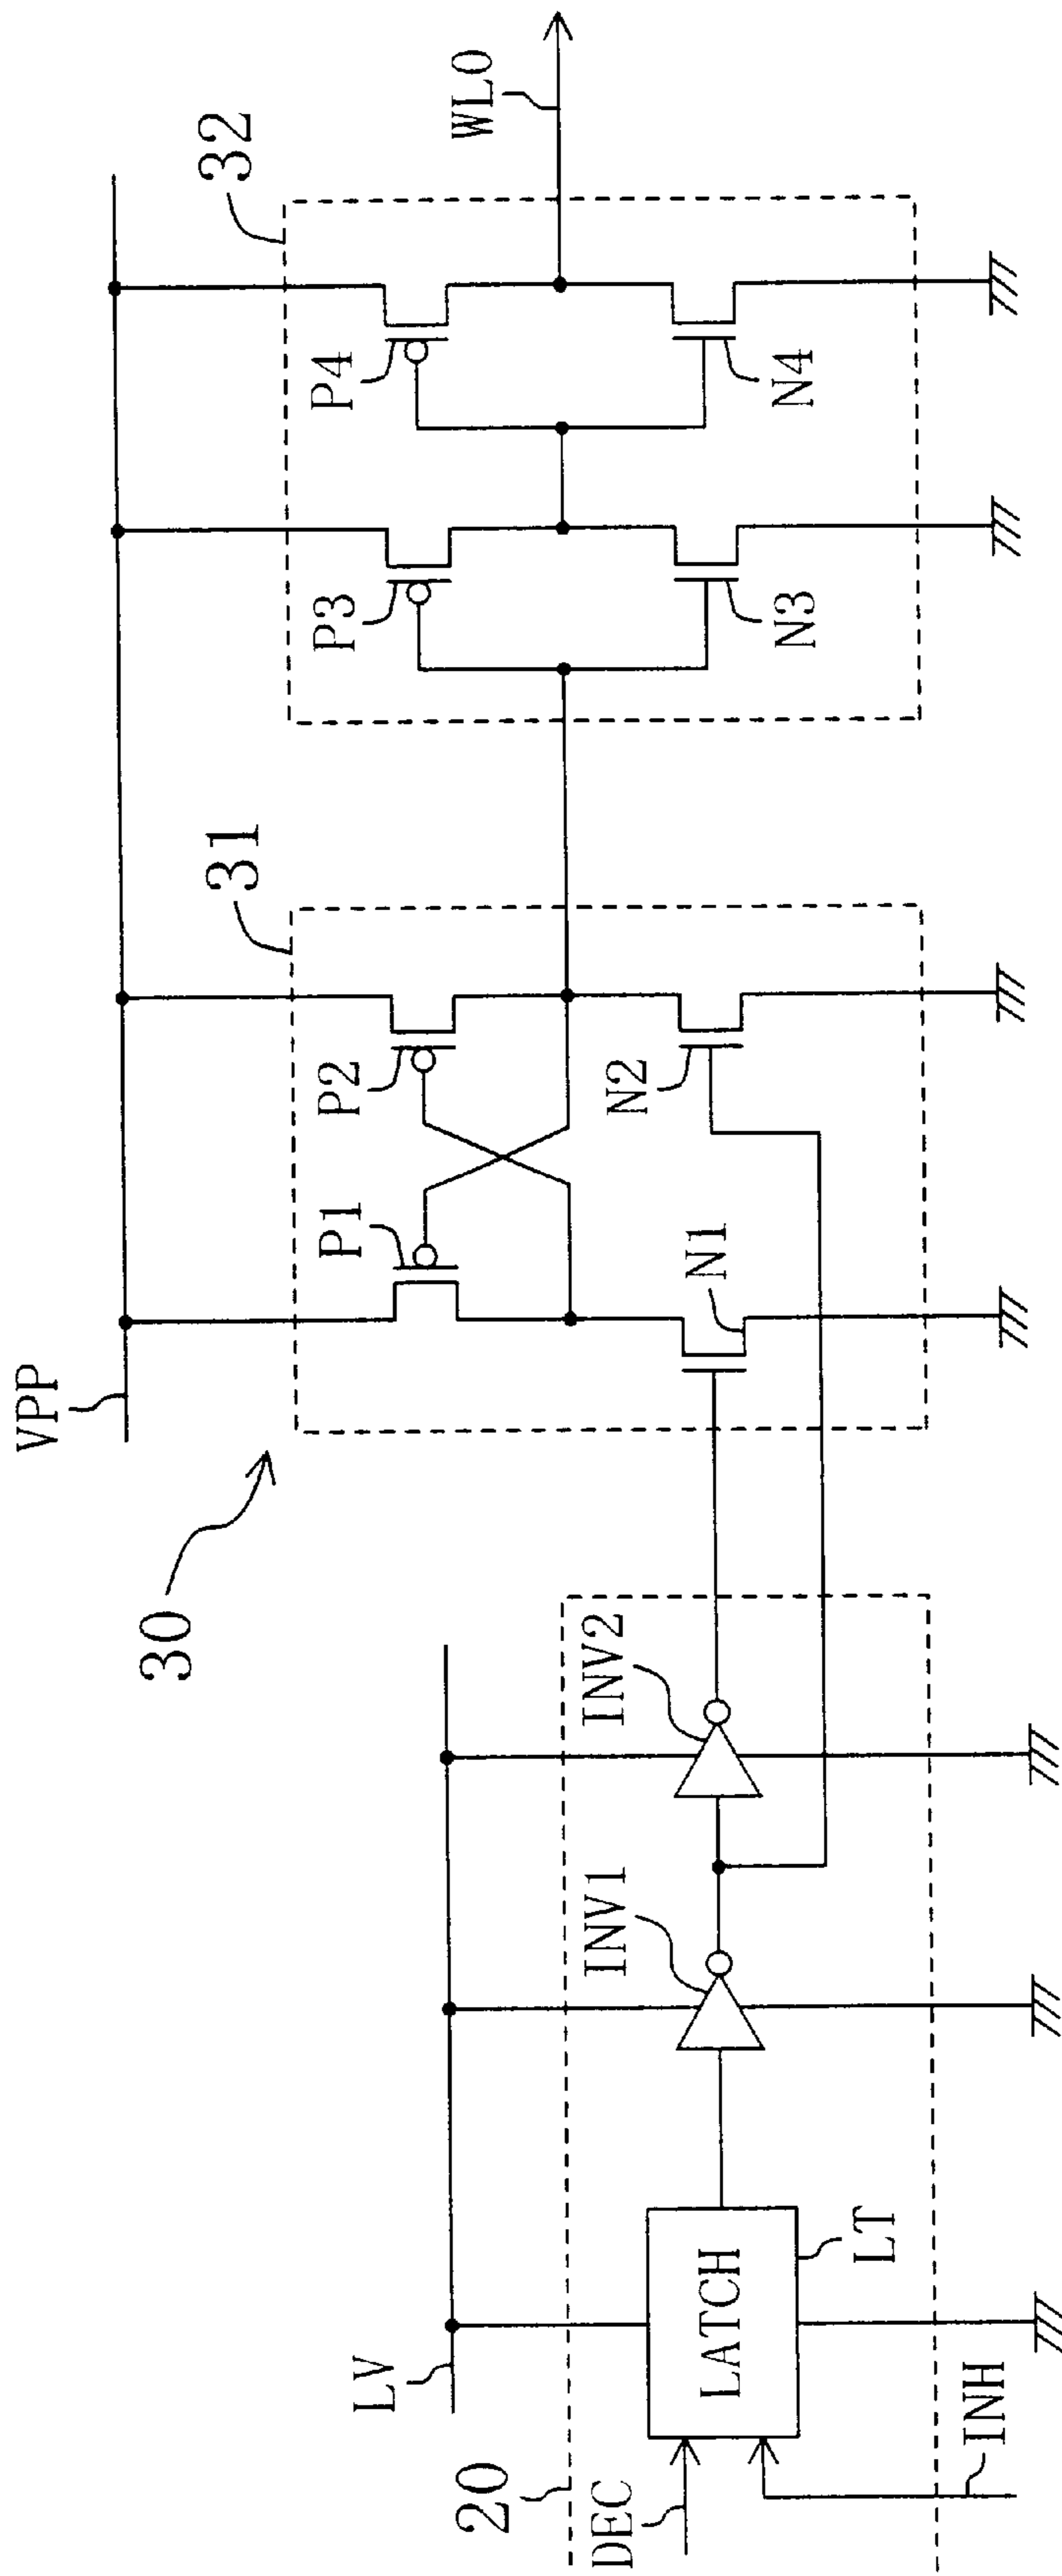 VPP
30
31
32
P1
P2
P3
P4
WL0
N1
N2
N3
N4
LV
20
INV1
INV2
LATCH
LT
DEC
INH